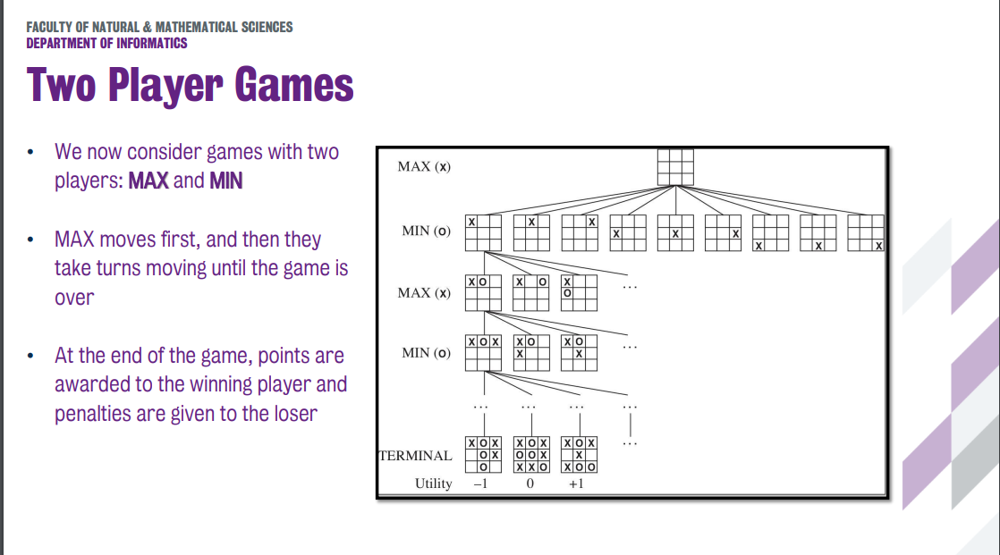 FACULTY OF NATURAL & MATHEMATICAL SCIENCES
DEPARTMENT OF INFORMATICS
Two Player Games
• We now consider games with two
players: MAX and MIN
• MAX moves first, and then they
take turns moving until the game is
over
• At the end of the game, points are
awarded to the winning player and
penalties are given to the loser
MAX (X)
MIN (O)
X X X X X X X X X
MAX (X)
X O X O X ...
O
MIN (O)
X O X X O X O ...
X X
... ... ... ...
TERMINAL
X O X X O X X O X ...
O X O O X X
O X X O X O O
Utility −1 0 +1